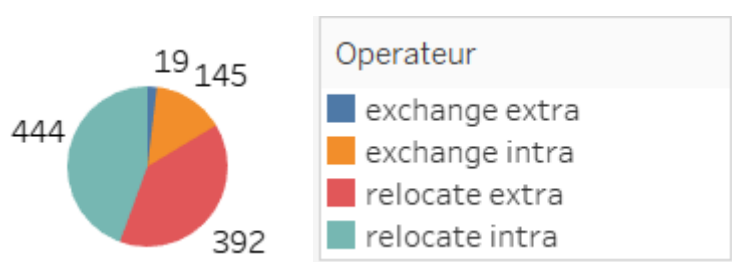 19
145
444
392
Operateur
exchange extra
exchange intra
relocate extra
relocate intra